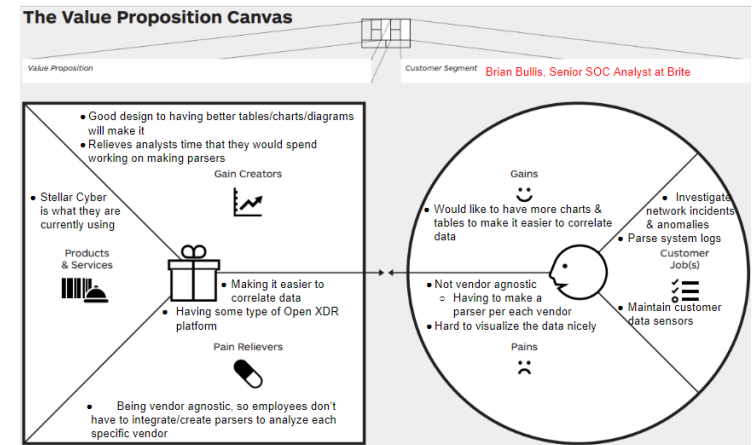 The Value Proposition Canvas
Value Proposition
Customer Segment Brian Bullis, Senior SOC Analyst at Brite
● Good design to having better tables/charts/diagrams
will make it
● Relieves analysts time that they would spend
working on making parsers
Gain Creators
● Stellar Cyber
is what they are
currently using
Products
& Services
● Making it easier to
correlate data
● Having some type of Open XDR
platform
Pain Relievers
● Being vendor agnostic, so employees don't
have to integrate/create parsers to analyze each
specific vendor
Gains
● Would like to have more charts &
tables to make it easier to correlate
data
● Not vendor agnostic
○ Having to make a
parser per each vendor
● Hard to visualize the data nicely
Pains
● Investigate
network incidents
& anomalies
● Parse system logs
Customer
Job(s)
● Maintain customer
data sensors